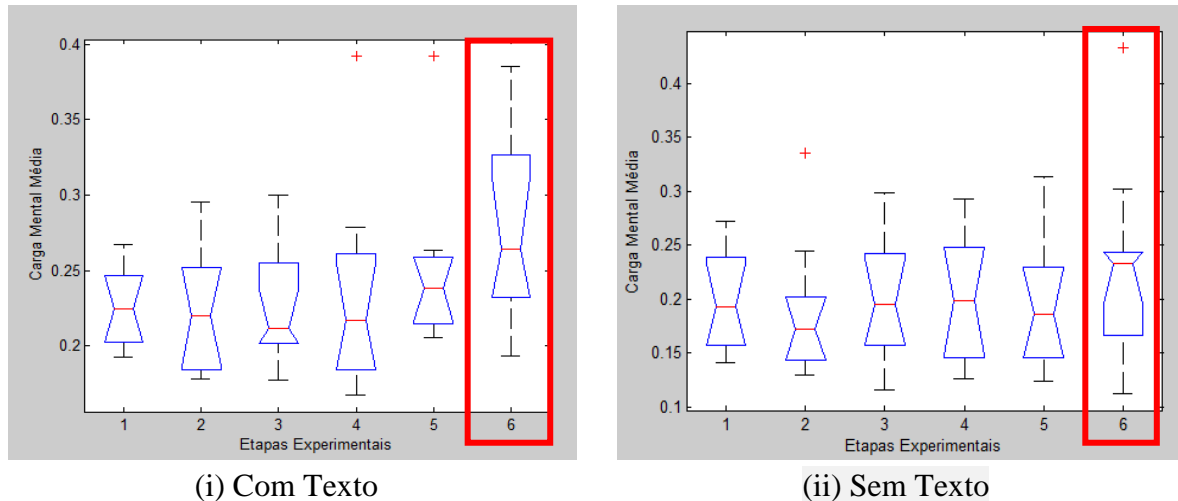 0.4
0.35
0.3
0.25
0.2
Carga Mental Média
1 2 3 4 5 6
Etapas Experimentais
(i) Com Texto
0.4
0.35
0.3
0.25
0.2
0.15
0.1
Carga Mental Média
1 2 3 4 5 6
Etapas Experimentais
(ii) Sem Texto